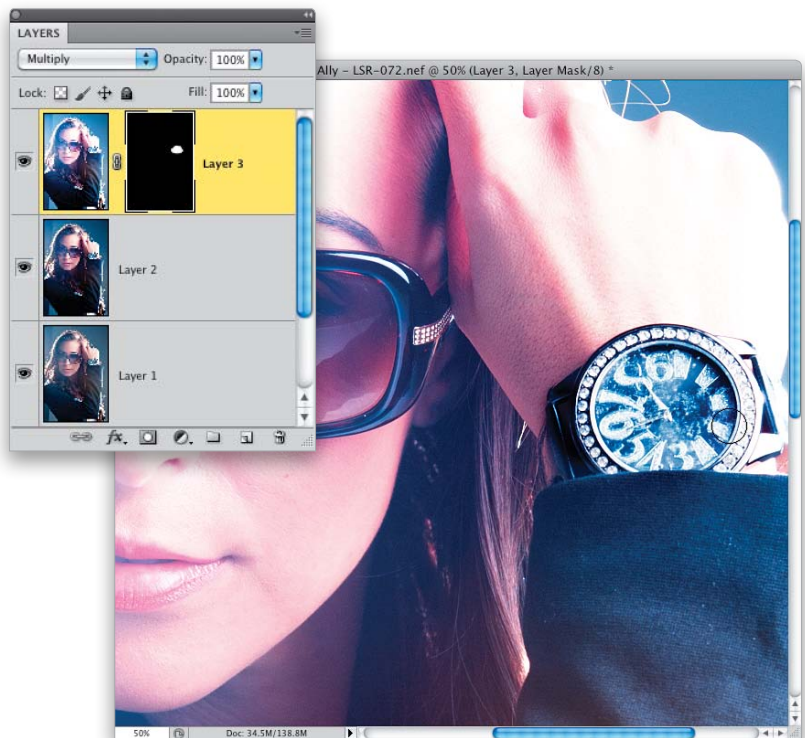 LAYERS
Multiply Opacity: 100%
Lock: Fill: 100%
Layer 3
Layer 2
Layer 1
fx.
Ally – LSR-072.nef @ 50% (Layer 3, Layer Mask/8) *
50% Doc: 34.5M/138.8M